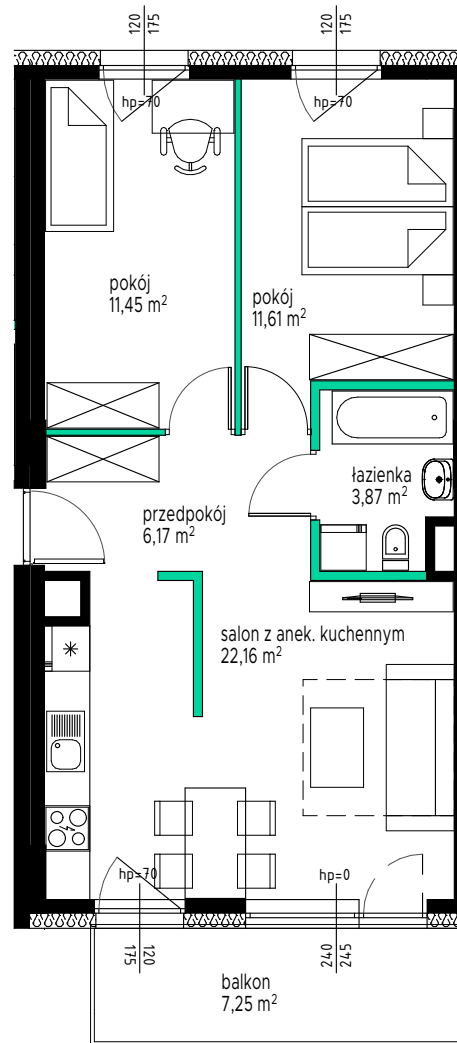 120
175
120
175
hp=70
hp=70
pokój
11,45 m²
pokój
11,61 m²
łazienka
3,87 m²
przedpokój
6,17 m²
salon z anek. kuchennym
22,16 m²
hp=70
hp=0
120
175
240
245
balkon
7,25 m²